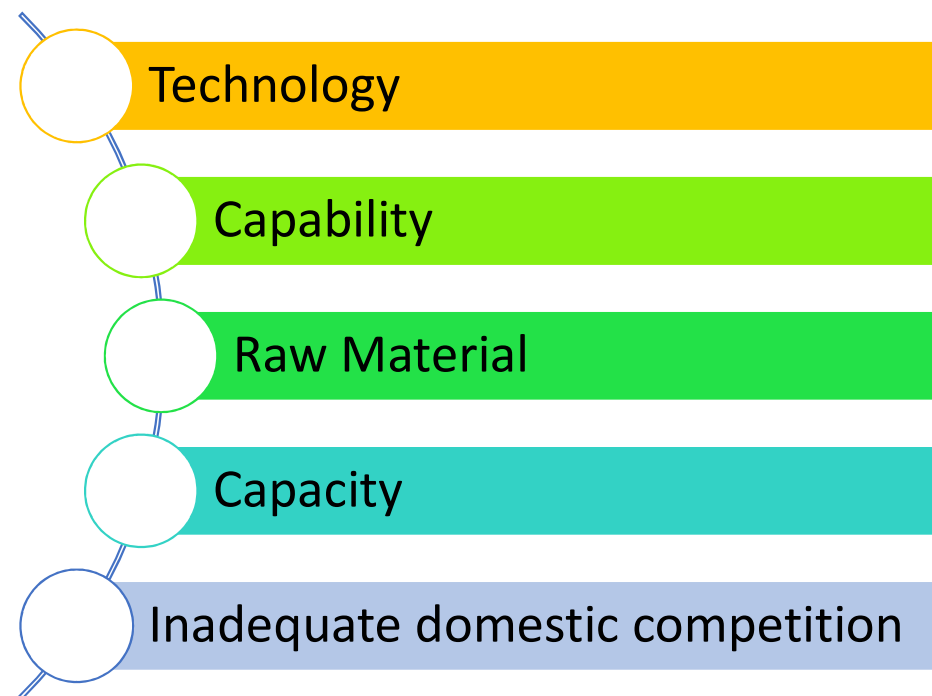 Technology
Capability
Raw Material
Capacity
Inadequate domestic competition